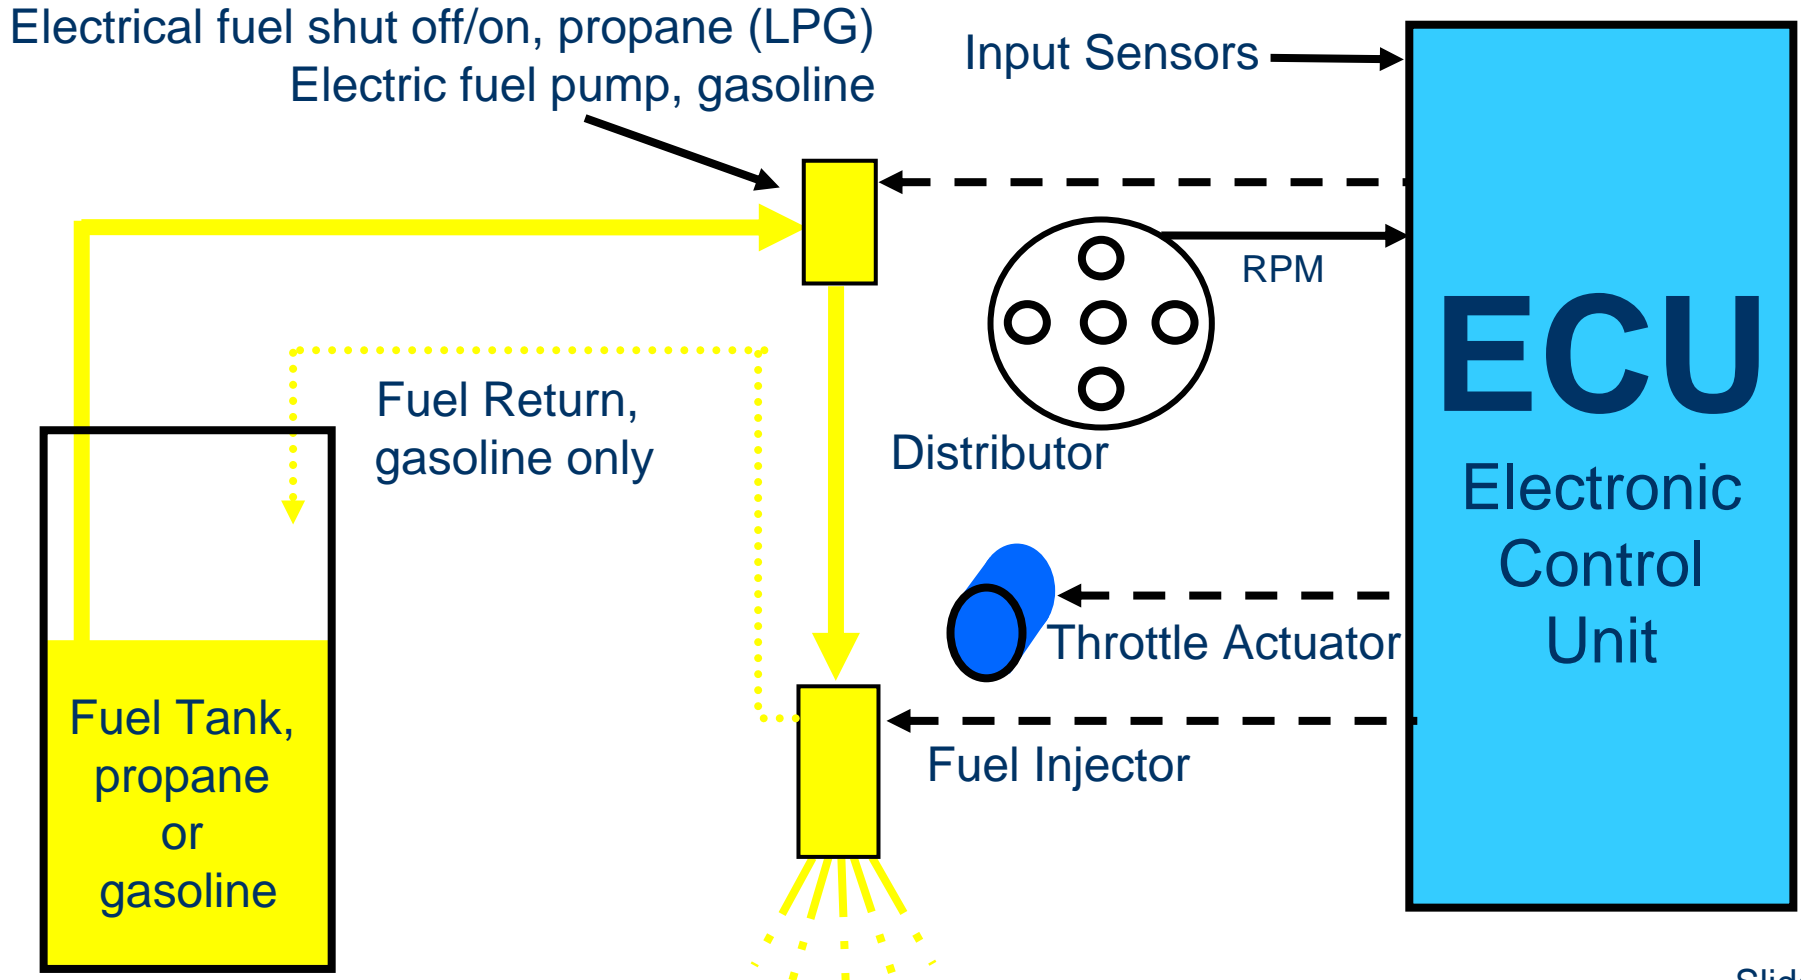 Electrical fuel shut off/on, propane (LPG)
Electric fuel pump, gasoline
Input Sensors
RPM
ECU
Electronic
Control
Unit
Fuel Return,
gasoline only
Distributor
Throttle Actuator
Fuel Injector
Fuel Tank,
propane
or
gasoline